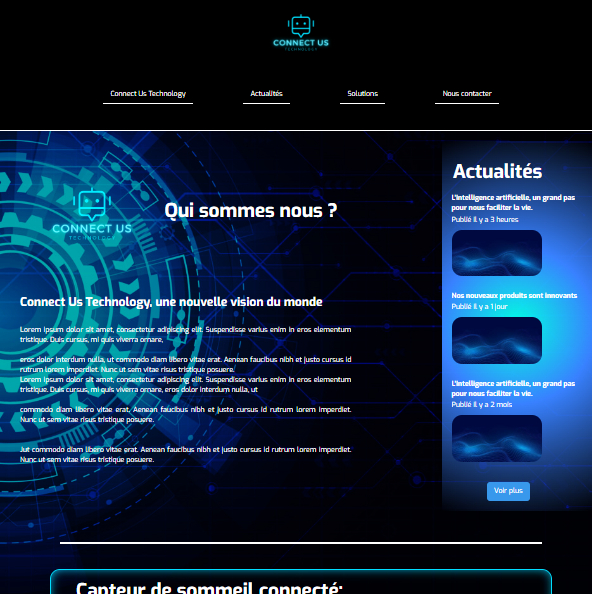 CONNECT US
TECHNOLOGY
Connect Us Technology
Actualités
Solutions
Nous contacter
CONNECT US
TECHNOLOGY
Qui sommes nous ?
Connect Us Technology, une nouvelle vision du monde
Lorem ipsum dolor sit amet, consectetur adipiscing elit. Suspendisse varius enim in eros elementum
tristique. Duis cursus, mi quis viverra ornare,
eros dolor interdum nulla, ut commodo diam libero vitae erat. Aenean faucibus nibh et justo cursus id
rutrum lorem imperdiet. Nunc ut sem vitae risus tristique posuere.
Lorem ipsum dolor sit amet, consectetur adipiscing elit. Suspendisse varius enim in eros elementum
tristique. Duis cursus, mi quis viverra ornare, eros dolor interdum nulla, ut
commodo diam libero vitae erat. Aenean faucibus nibh et justo cursus id rutrum lorem imperdiet.
Nunc ut sem vitae risus tristique posuere.
Jut commodo diam libero vitae erat. Aenean faucibus nibh et justo cursus id rutrum lorem imperdiet.
Nunc ut sem vitae risus tristique posuere.
Actualités
L'intelligence artificielle, un grand pas
pour nous faciliter la vie.
Publié il y a 3 heures
Nos nouveaux produits sont innovants
Publié il y a 1 jour
L'intelligence artificielle, un grand pas
pour nous faciliter la vie.
Publié il y a 2 mois
Voir plus
Capteur de sommeil connecté: